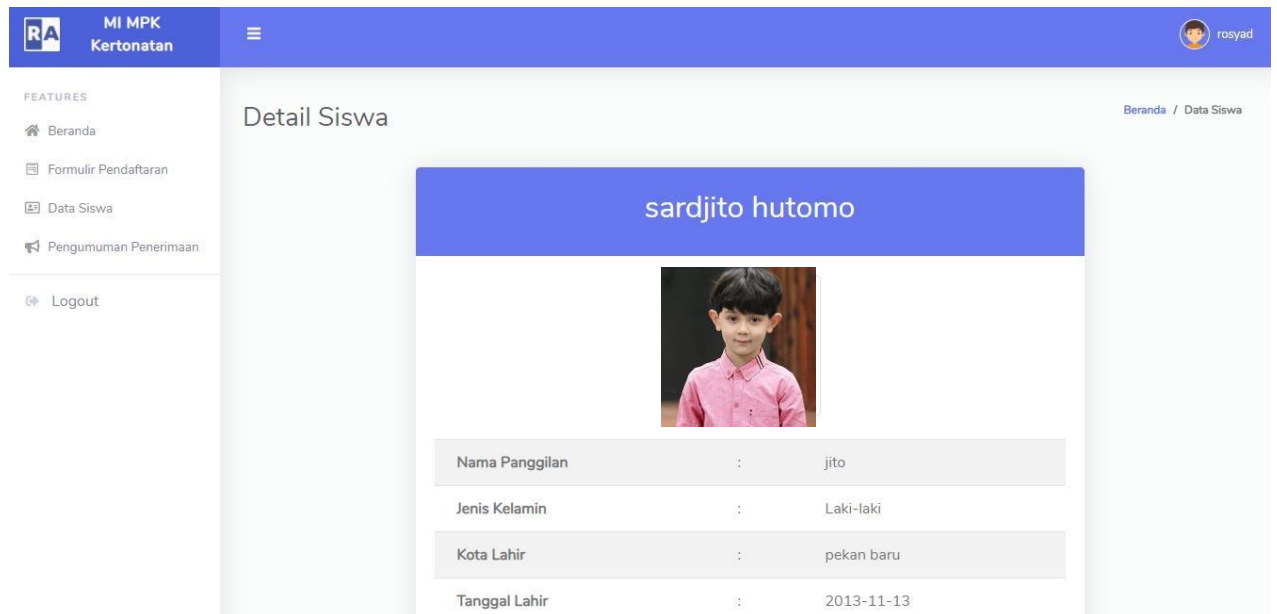 RA MI MPK
Kertonatan
rosyad
FEATURES
Beranda
Formulir Pendaftaran
Data Siswa
Pengumuman Penerimaan
Logout
Detail Siswa
Beranda / Data Siswa
sardjito hutomo
Nama Panggilan : jito
Jenis Kelamin : Laki-laki
Kota Lahir : pekan baru
Tanggal Lahir : 2013-11-13